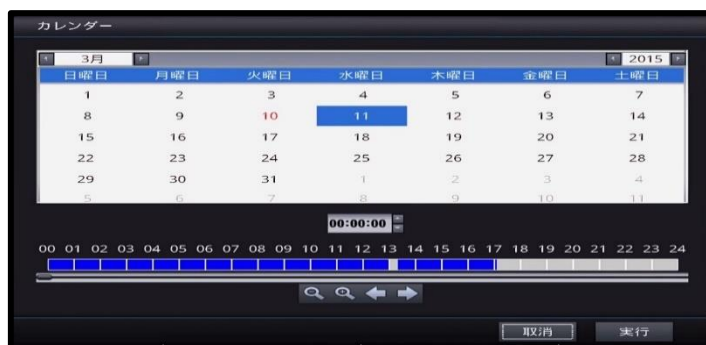 カレンダー
3月 2015
日曜日 月曜日 火曜日 水曜日 木曜日 金曜日 土曜日
1 2 3 4 5 6 7
8 9 10 11 12 13 14
15 16 17 18 19 20 21
22 23 24 25 26 27 28
29 30 31 1 2 3 4
5 6 7 8 9 10 11
00:00:00
00 01 02 03 04 05 06 07 08 09 10 11 12 13 14 15 16 17 18 19 20 21 22 23 24
取消 実行